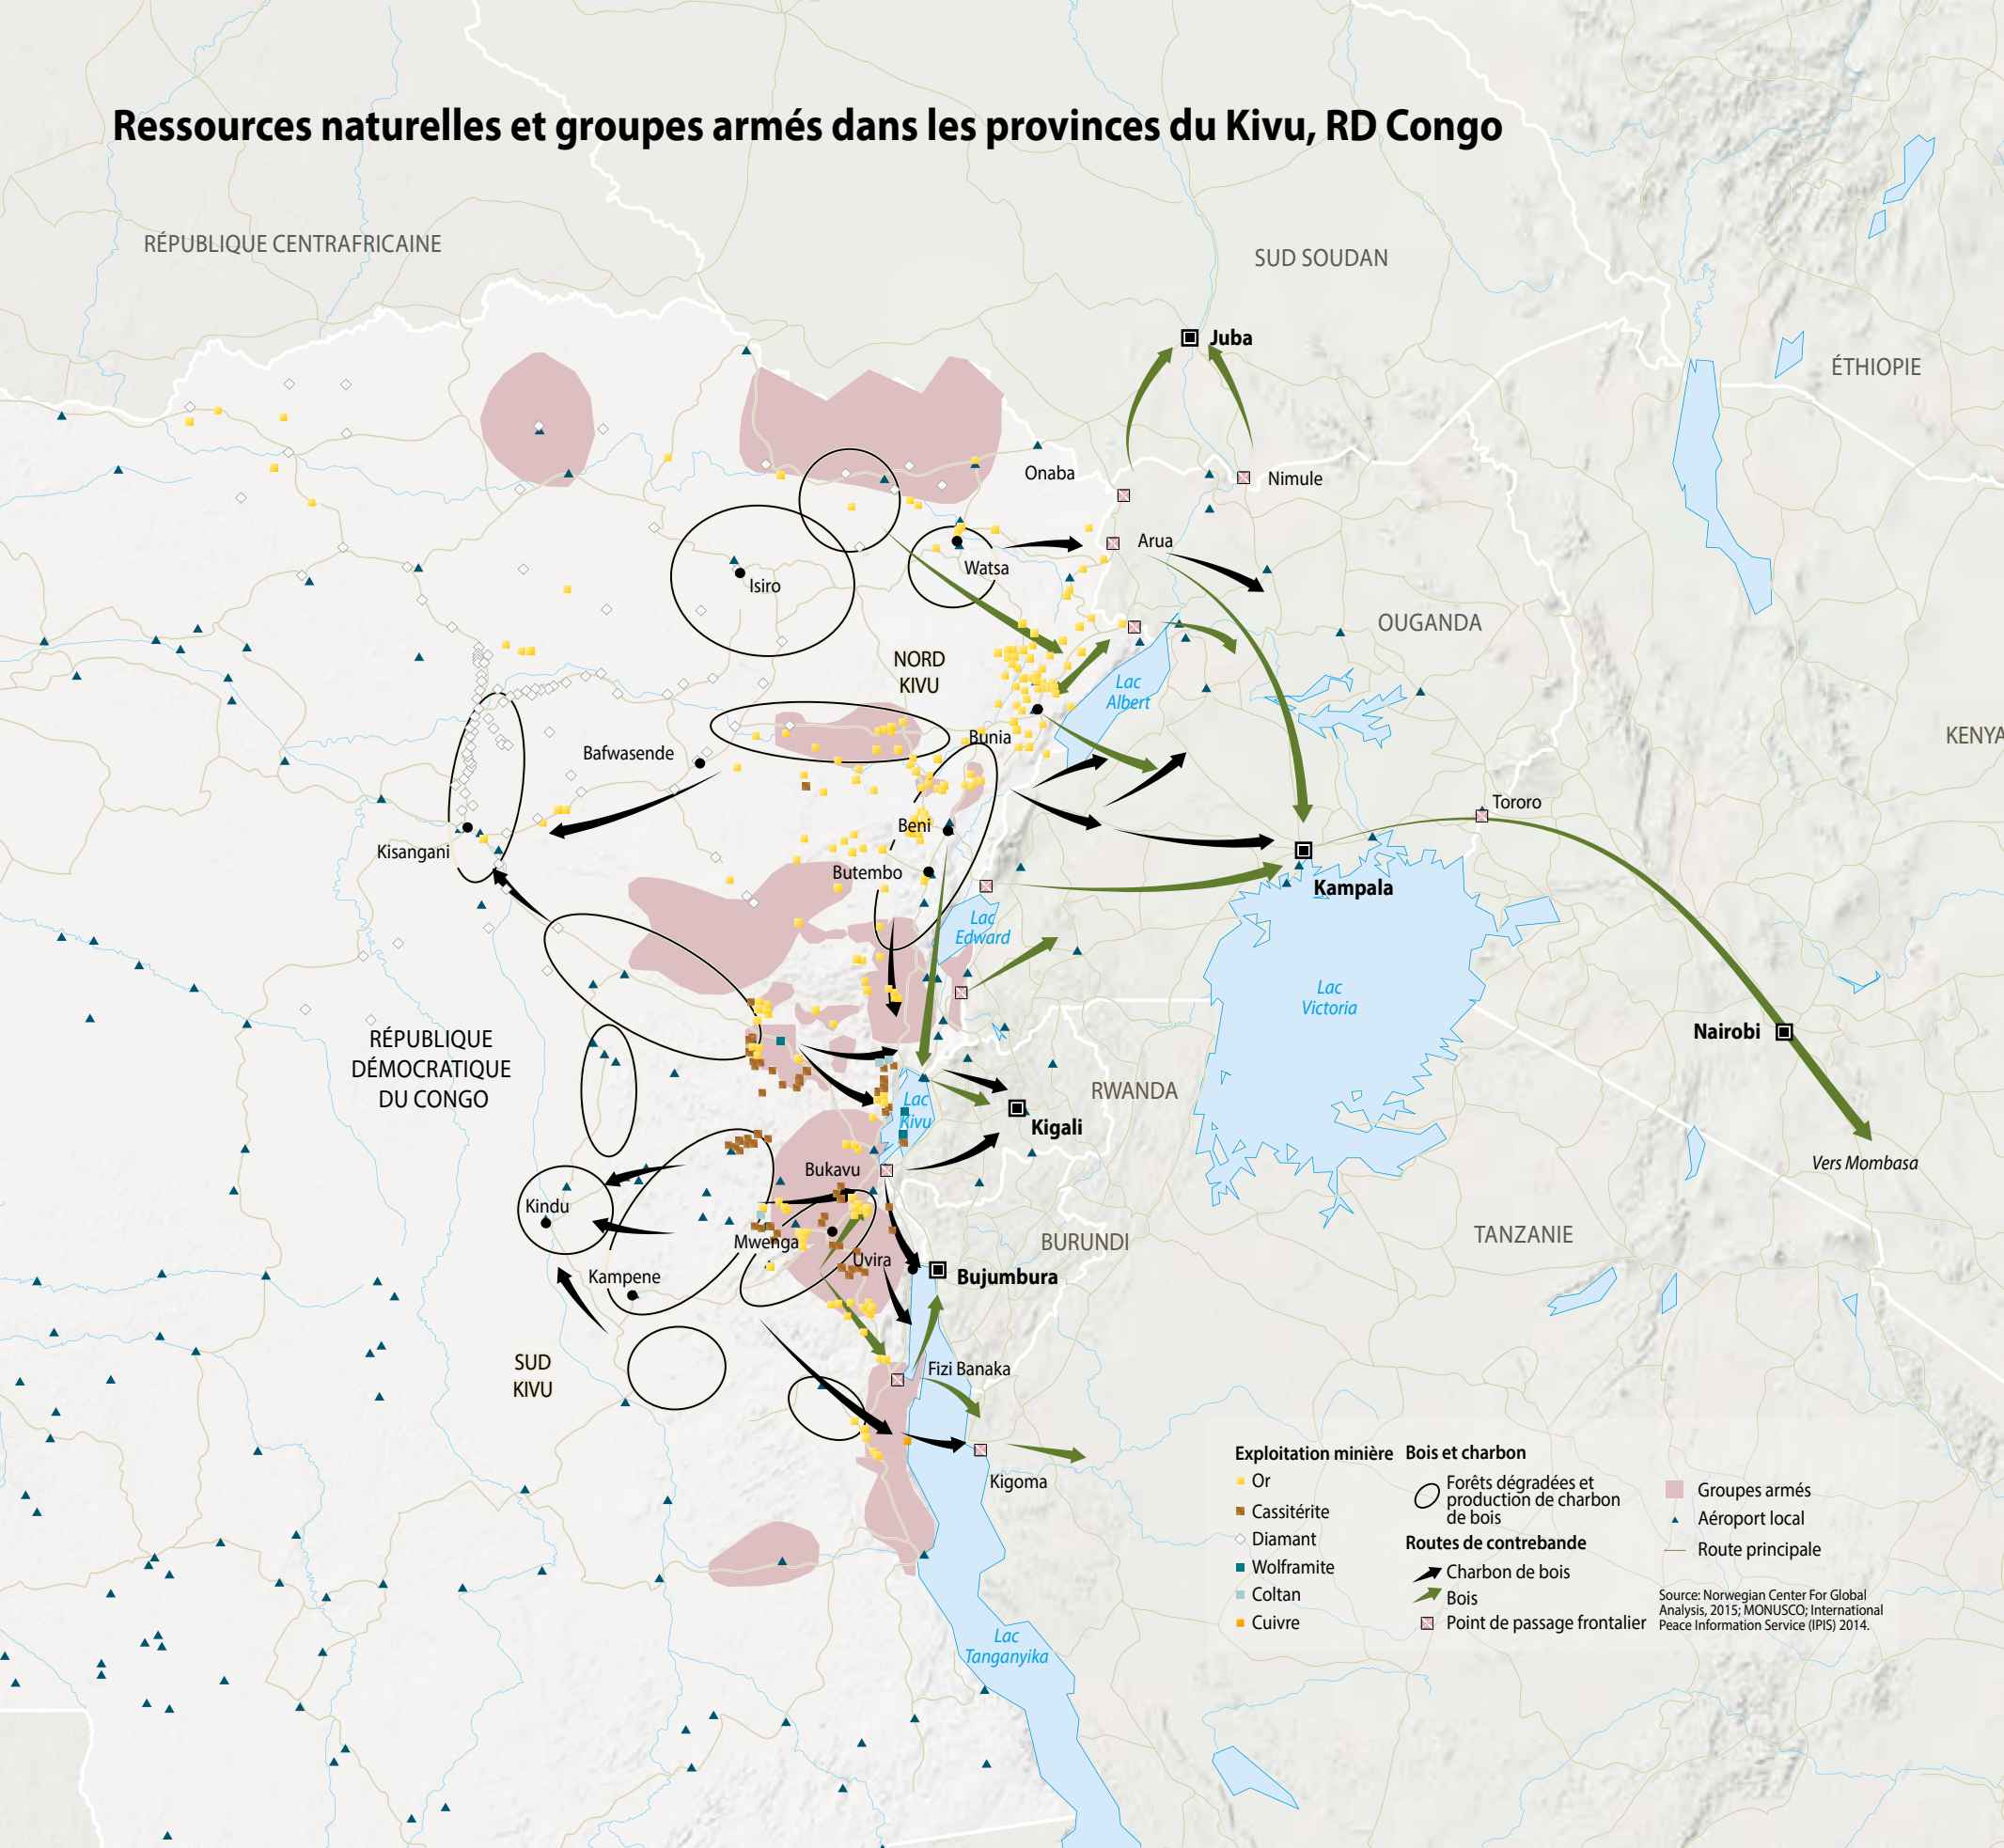 Ressources naturelles et groupes armés dans les provinces du Kivu, RD Congo
RÉPUBLIQUE CENTRAFRICAINE
SUD SOUDAN
Juba
ÉTHIOPIE
Onaba
Nimule
Arua
Watsa
Isiro
OUGANDA
NORD
KIVU
Lac
Albert
Bunia
KENYA
Bafwasende
Tororo
Beni
Kisangani
Butembo
Kampala
Lac
Edward
Lac
Victoria
Nairobi
RÉPUBLIQUE
DÉMOCRATIQUE
DU CONGO
RWANDA
Lac
Kivu
Kigali
Vers Mombasa
Bukavu
Kindu
Mwenga
BURUNDI
TANZANIE
Uvira
Kampene
Bujumbura
SUD
KIVU
Fizi Banaka
Kigoma
Lac
Tanganyika
Exploitation minière
Or
Cassitérite
Diamant
Wolframite
Coltan
Cuivre
Bois et charbon
Forêts dégradées et
production de charbon
de bois
Routes de contrebande
Charbon de bois
Bois
Point de passage frontalier
Groupes armés
Aéroport local
Route principale
Source: Norwegian Center For Global
Analysis, 2015; MONUSCO; International
Peace Information Service (IPIS) 2014.